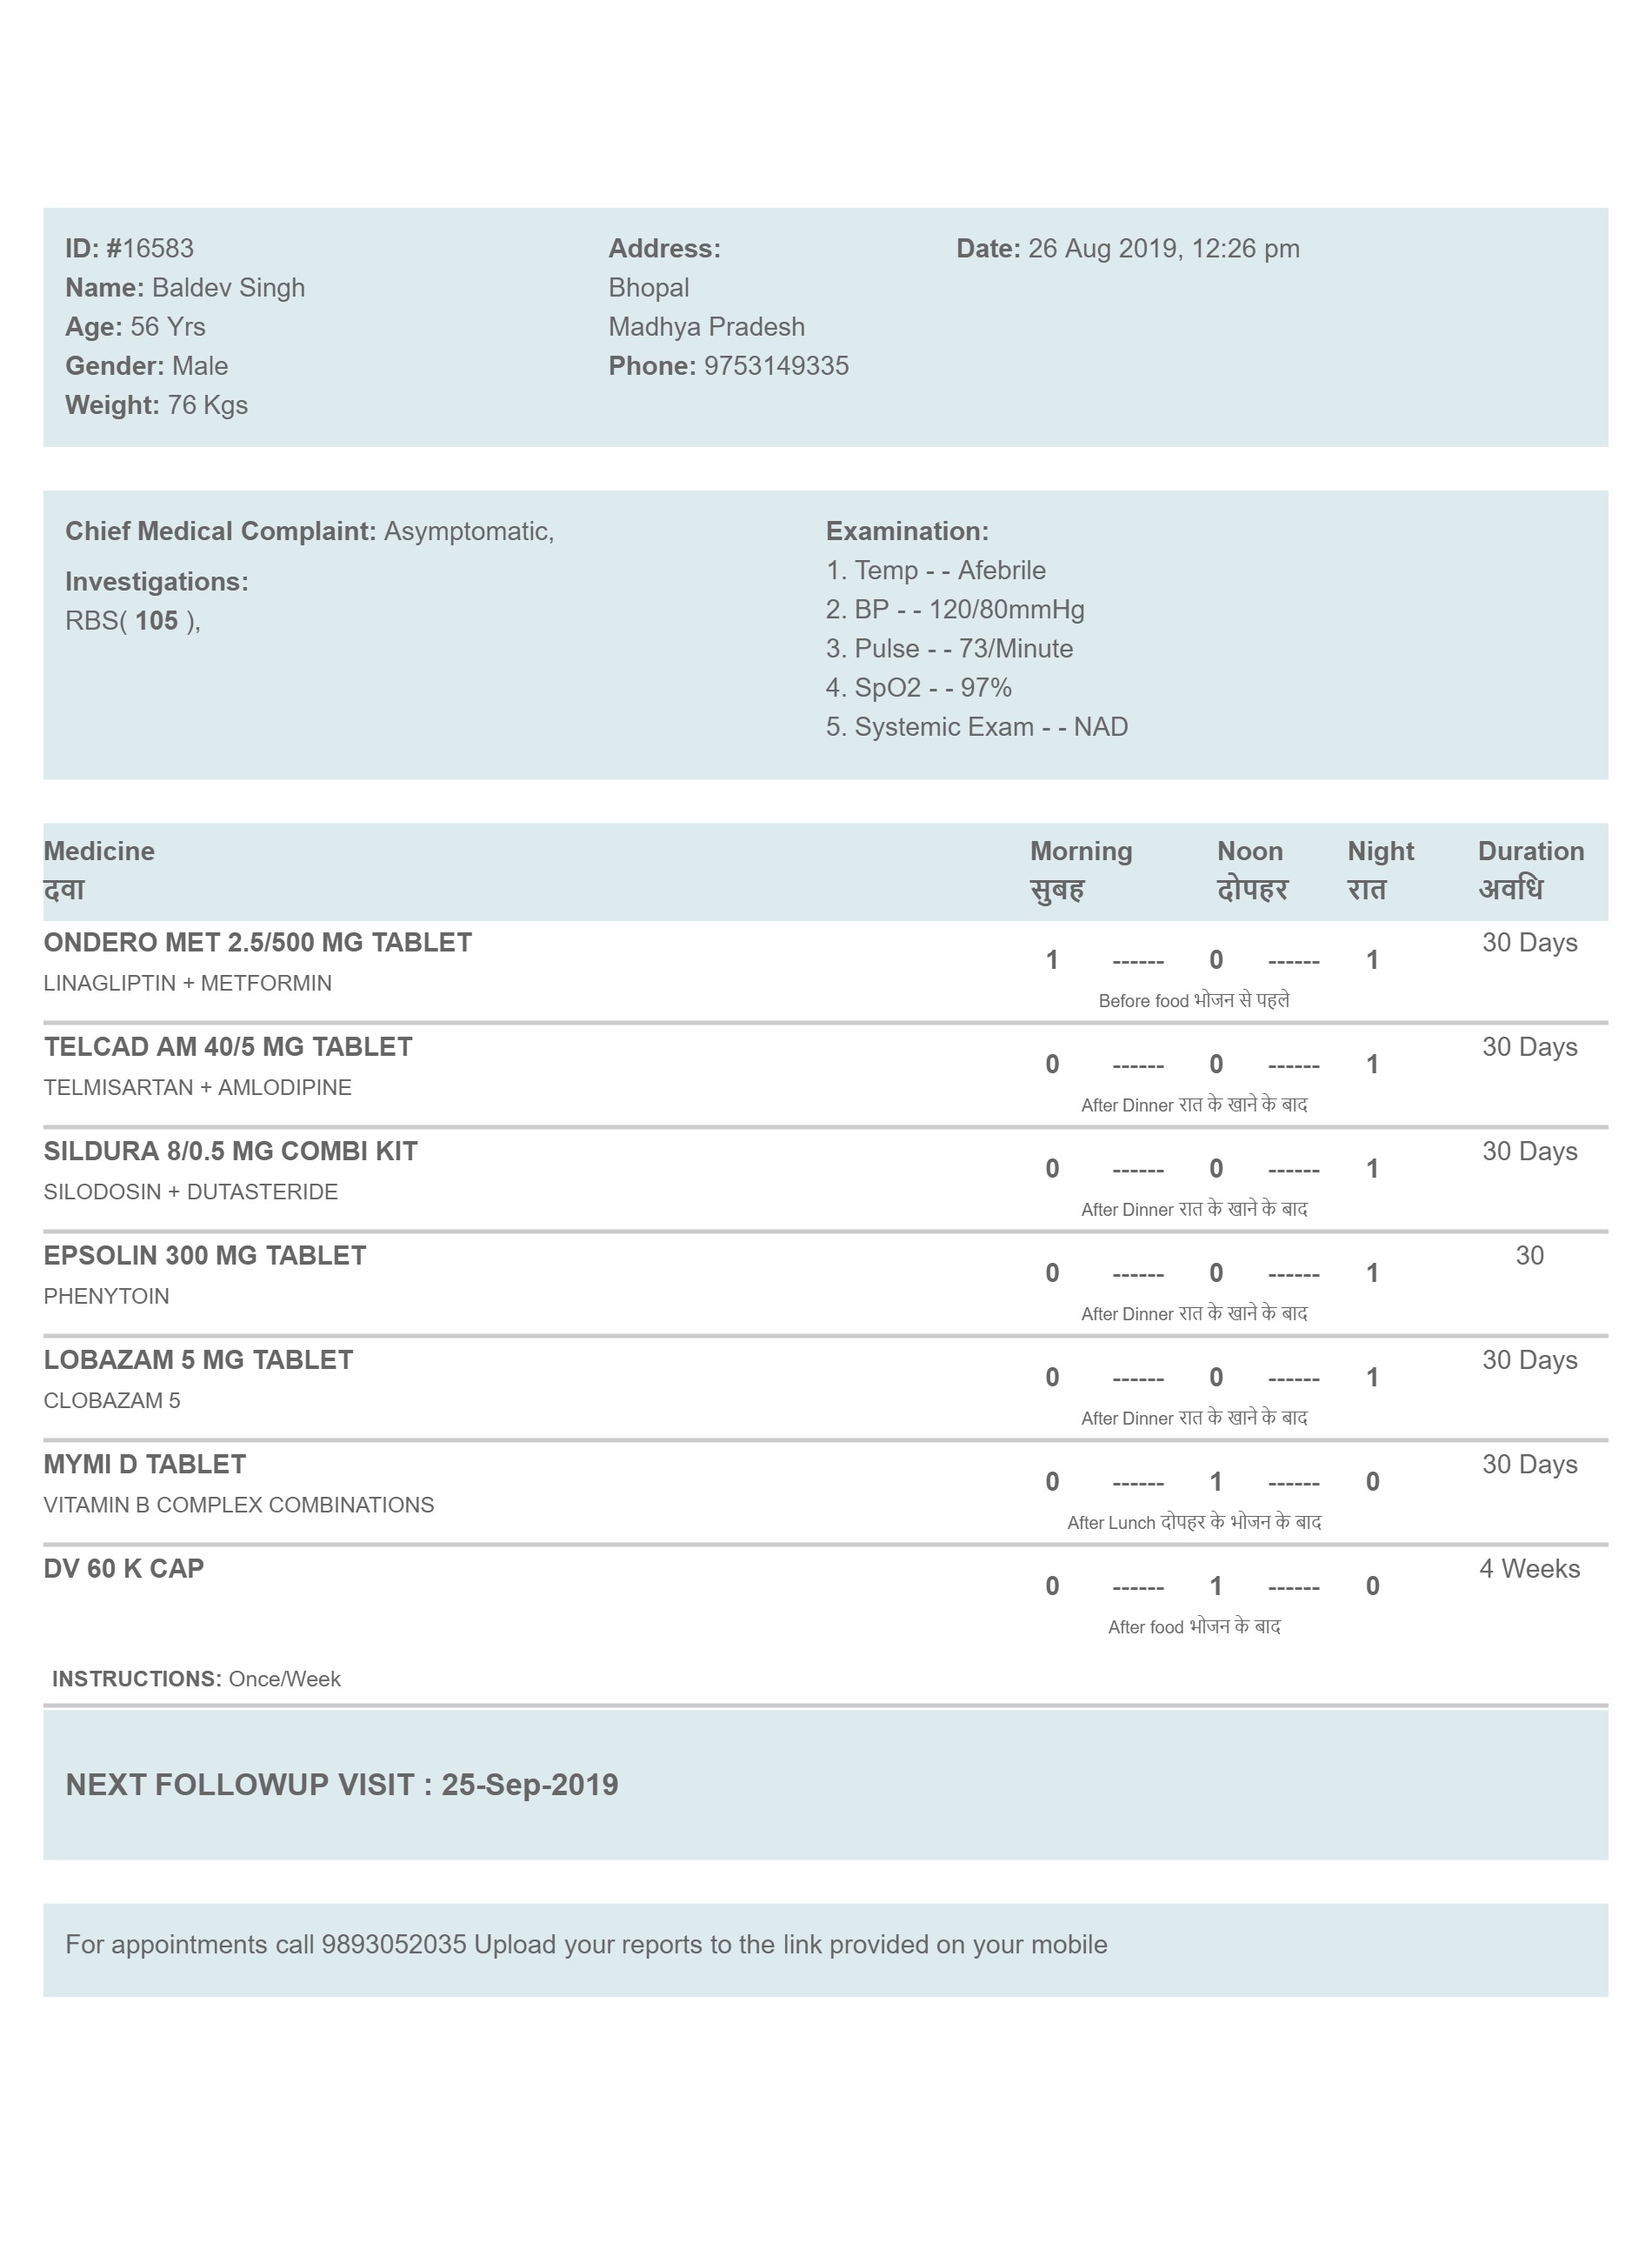 ID: #16583
Name: Baldev Singh
Age: 56 Yrs
Gender: Male
Weight: 76 Kgs
Address:
Bhopal
Madhya Pradesh
Phone: 9753149335
Date: 26 Aug 2019, 12:26 pm
Chief Medical Complaint: Asymptomatic,
Investigations:
RBS( 105 ),
Examination:
1. Temp - - Afebrile
2. BP - - 120/80mmHg
3. Pulse - - 73/Minute
4. SpO2 - - 97%
5. Systemic Exam - - NAD
Medicine Morning Noon Night Duration
दवा सुबह दोपहर रात अवधि
ONDERO MET 2.5/500 MG TABLET 1 ------ 0 ------ 1 30 Days
LINAGLIPTIN + METFORMIN
Before food भोजन से पहले
TELCAD AM 40/5 MG TABLET 0 ------ 0 ------ 1 30 Days
TELMISARTAN + AMLODIPINE
After Dinner रात के खाने के बाद
SILDURA 8/0.5 MG COMBI KIT 0 ------ 0 ------ 1 30 Days
SILODOSIN + DUTASTERIDE
After Dinner रात के खाने के बाद
EPSOLIN 300 MG TABLET 0 ------ 0 ------ 1 30
PHENYTOIN
After Dinner रात के खाने के बाद
LOBAZAM 5 MG TABLET 0 ------ 0 ------ 1 30 Days
CLOBAZAM 5
After Dinner रात के खाने के बाद
MYMI D TABLET 0 ------ 1 ------ 0 30 Days
VITAMIN B COMPLEX COMBINATIONS
After Lunch दोपहर के भोजन के बाद
DV 60 K CAP 0 ------ 1 ------ 0 4 Weeks
After food भोजन के बाद
INSTRUCTIONS: Once/Week
NEXT FOLLOWUP VISIT : 25-Sep-2019
For appointments call 9893052035 Upload your reports to the link provided on your mobile